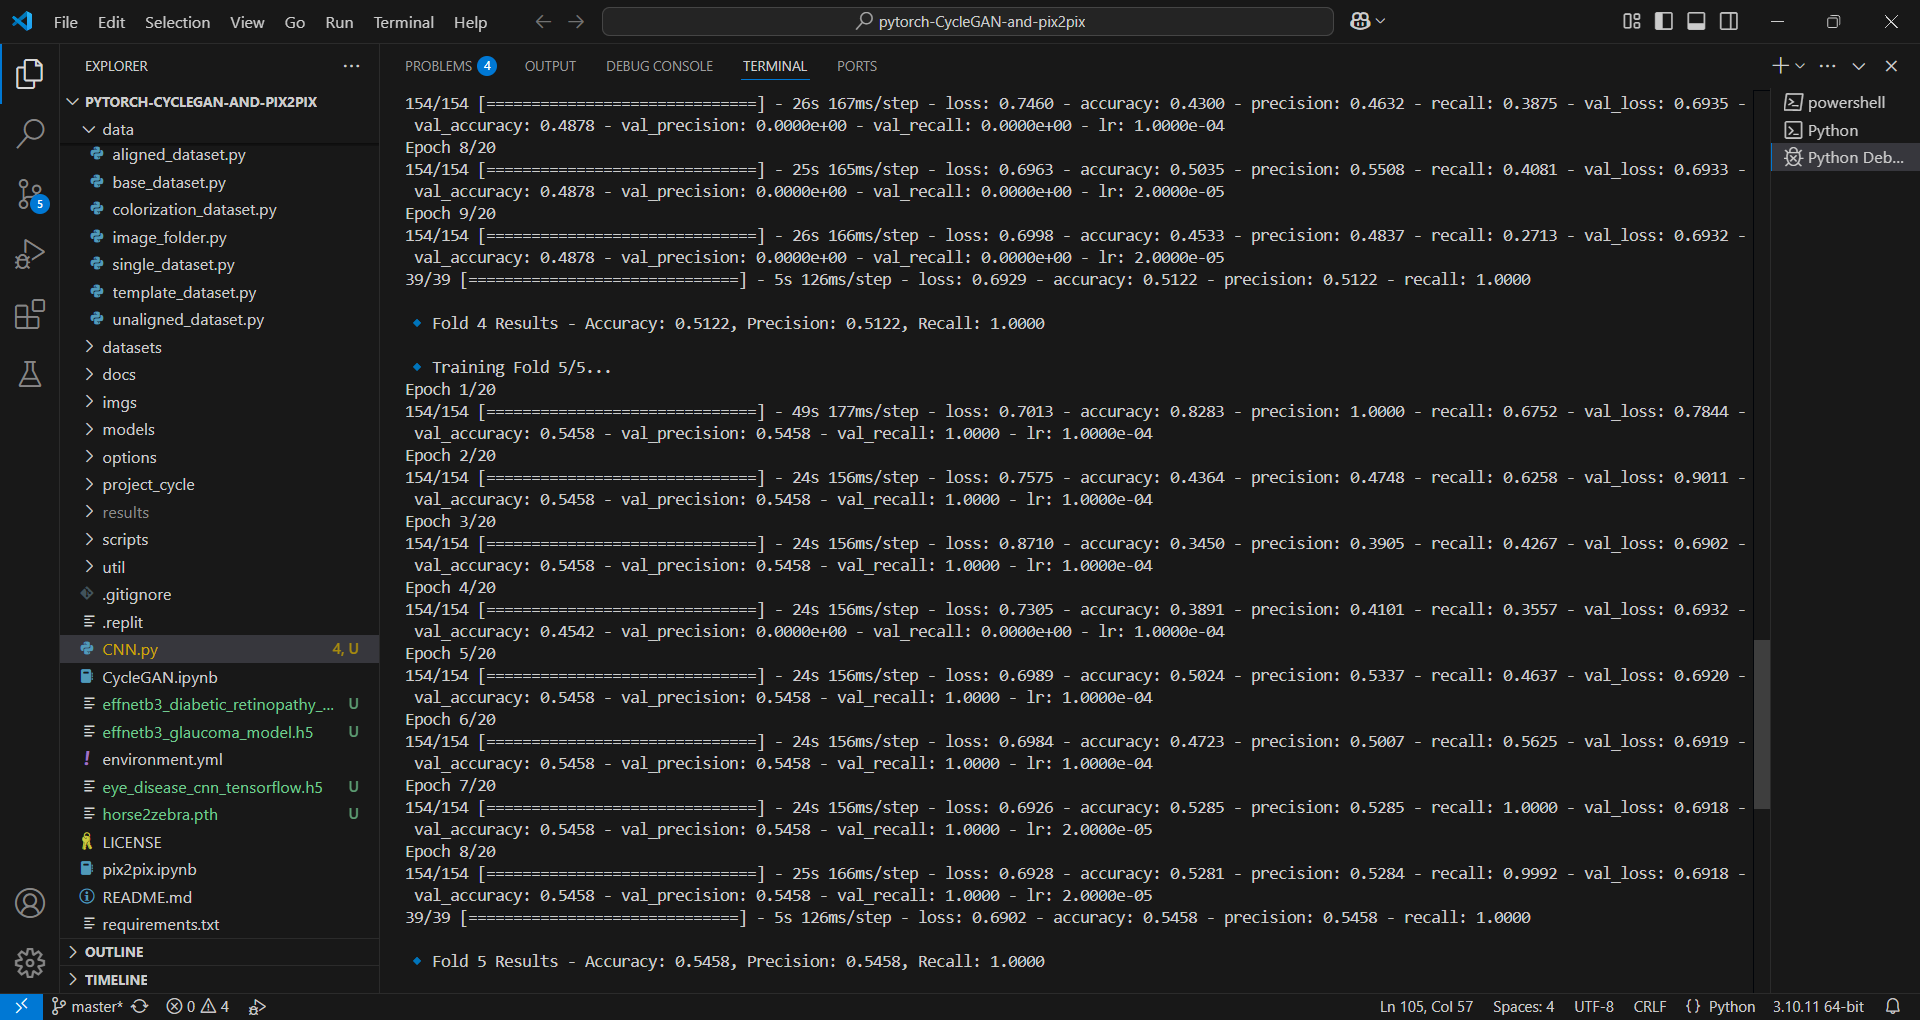 File Edit Selection View Go Run Terminal Help
pytorch-CycleGAN-and-pix2pix
EXPLORER
PYTORCH-CYCLEGAN-AND-PIX2PIX
data
aligned_dataset.py
base_dataset.py
colorization_dataset.py
image_folder.py
single_dataset.py
template_dataset.py
unaligned_dataset.py
datasets
docs
imgs
models
options
project_cycle
results
scripts
util
.gitignore
.replit
CNN.py 4, U
CycleGAN.ipynb
effnetb3_diabetic_retinopathy_... U
effnetb3_glaucoma_model.h5 U
environment.yml
eye_disease_cnn_tensorflow.h5 U
horse2zebra.pth U
LICENSE
pix2pix.ipynb
README.md
requirements.txt
OUTLINE
TIMELINE
5
PROBLEMS 4 OUTPUT DEBUG CONSOLE TERMINAL PORTS
154/154 [==============================] - 26s 167ms/step - loss: 0.7460 - accuracy: 0.4300 - precision: 0.4632 - recall: 0.3875 - val_loss: 0.6935 -
val_accuracy: 0.4878 - val_precision: 0.0000e+00 - val_recall: 0.0000e+00 - lr: 1.0000e-04
Epoch 8/20
154/154 [==============================] - 25s 165ms/step - loss: 0.6963 - accuracy: 0.5035 - precision: 0.5508 - recall: 0.4081 - val_loss: 0.6933 -
val_accuracy: 0.4878 - val_precision: 0.0000e+00 - val_recall: 0.0000e+00 - lr: 2.0000e-05
Epoch 9/20
154/154 [==============================] - 26s 166ms/step - loss: 0.6998 - accuracy: 0.4533 - precision: 0.4837 - recall: 0.2713 - val_loss: 0.6932 -
val_accuracy: 0.4878 - val_precision: 0.0000e+00 - val_recall: 0.0000e+00 - lr: 2.0000e-05
39/39 [==============================] - 5s 126ms/step - loss: 0.6929 - accuracy: 0.5122 - precision: 0.5122 - recall: 1.0000
🔹 Fold 4 Results - Accuracy: 0.5122, Precision: 0.5122, Recall: 1.0000
🔹 Training Fold 5/5...
Epoch 1/20
154/154 [==============================] - 49s 177ms/step - loss: 0.7013 - accuracy: 0.8283 - precision: 1.0000 - recall: 0.6752 - val_loss: 0.7844 -
val_accuracy: 0.5458 - val_precision: 0.5458 - val_recall: 1.0000 - lr: 1.0000e-04
Epoch 2/20
154/154 [==============================] - 24s 156ms/step - loss: 0.7575 - accuracy: 0.4364 - precision: 0.4748 - recall: 0.6258 - val_loss: 0.9011 -
val_accuracy: 0.5458 - val_precision: 0.5458 - val_recall: 1.0000 - lr: 1.0000e-04
Epoch 3/20
154/154 [==============================] - 24s 156ms/step - loss: 0.8710 - accuracy: 0.3450 - precision: 0.3905 - recall: 0.4267 - val_loss: 0.6902 -
val_accuracy: 0.5458 - val_precision: 0.5458 - val_recall: 1.0000 - lr: 1.0000e-04
Epoch 4/20
154/154 [==============================] - 24s 156ms/step - loss: 0.7305 - accuracy: 0.3891 - precision: 0.4101 - recall: 0.3557 - val_loss: 0.6932 -
val_accuracy: 0.4542 - val_precision: 0.0000e+00 - val_recall: 0.0000e+00 - lr: 1.0000e-04
Epoch 5/20
154/154 [==============================] - 24s 156ms/step - loss: 0.6989 - accuracy: 0.5024 - precision: 0.5337 - recall: 0.4637 - val_loss: 0.6920 -
val_accuracy: 0.5458 - val_precision: 0.5458 - val_recall: 1.0000 - lr: 1.0000e-04
Epoch 6/20
154/154 [==============================] - 24s 156ms/step - loss: 0.6984 - accuracy: 0.4723 - precision: 0.5007 - recall: 0.5625 - val_loss: 0.6919 -
val_accuracy: 0.5458 - val_precision: 0.5458 - val_recall: 1.0000 - lr: 1.0000e-04
Epoch 7/20
154/154 [==============================] - 24s 156ms/step - loss: 0.6926 - accuracy: 0.5285 - precision: 0.5285 - recall: 1.0000 - val_loss: 0.6918 -
val_accuracy: 0.5458 - val_precision: 0.5458 - val_recall: 1.0000 - lr: 2.0000e-05
Epoch 8/20
154/154 [==============================] - 25s 166ms/step - loss: 0.6928 - accuracy: 0.5281 - precision: 0.5284 - recall: 0.9992 - val_loss: 0.6918 -
val_accuracy: 0.5458 - val_precision: 0.5458 - val_recall: 1.0000 - lr: 2.0000e-05
39/39 [==============================] - 5s 126ms/step - loss: 0.6902 - accuracy: 0.5458 - precision: 0.5458 - recall: 1.0000
🔹 Fold 5 Results - Accuracy: 0.5458, Precision: 0.5458, Recall: 1.0000
powershell
Python
Python Deb...
master* 0 4 Ln 105, Col 57 Spaces: 4 UTF-8 CRLF {} Python 3.10.11 64-bit